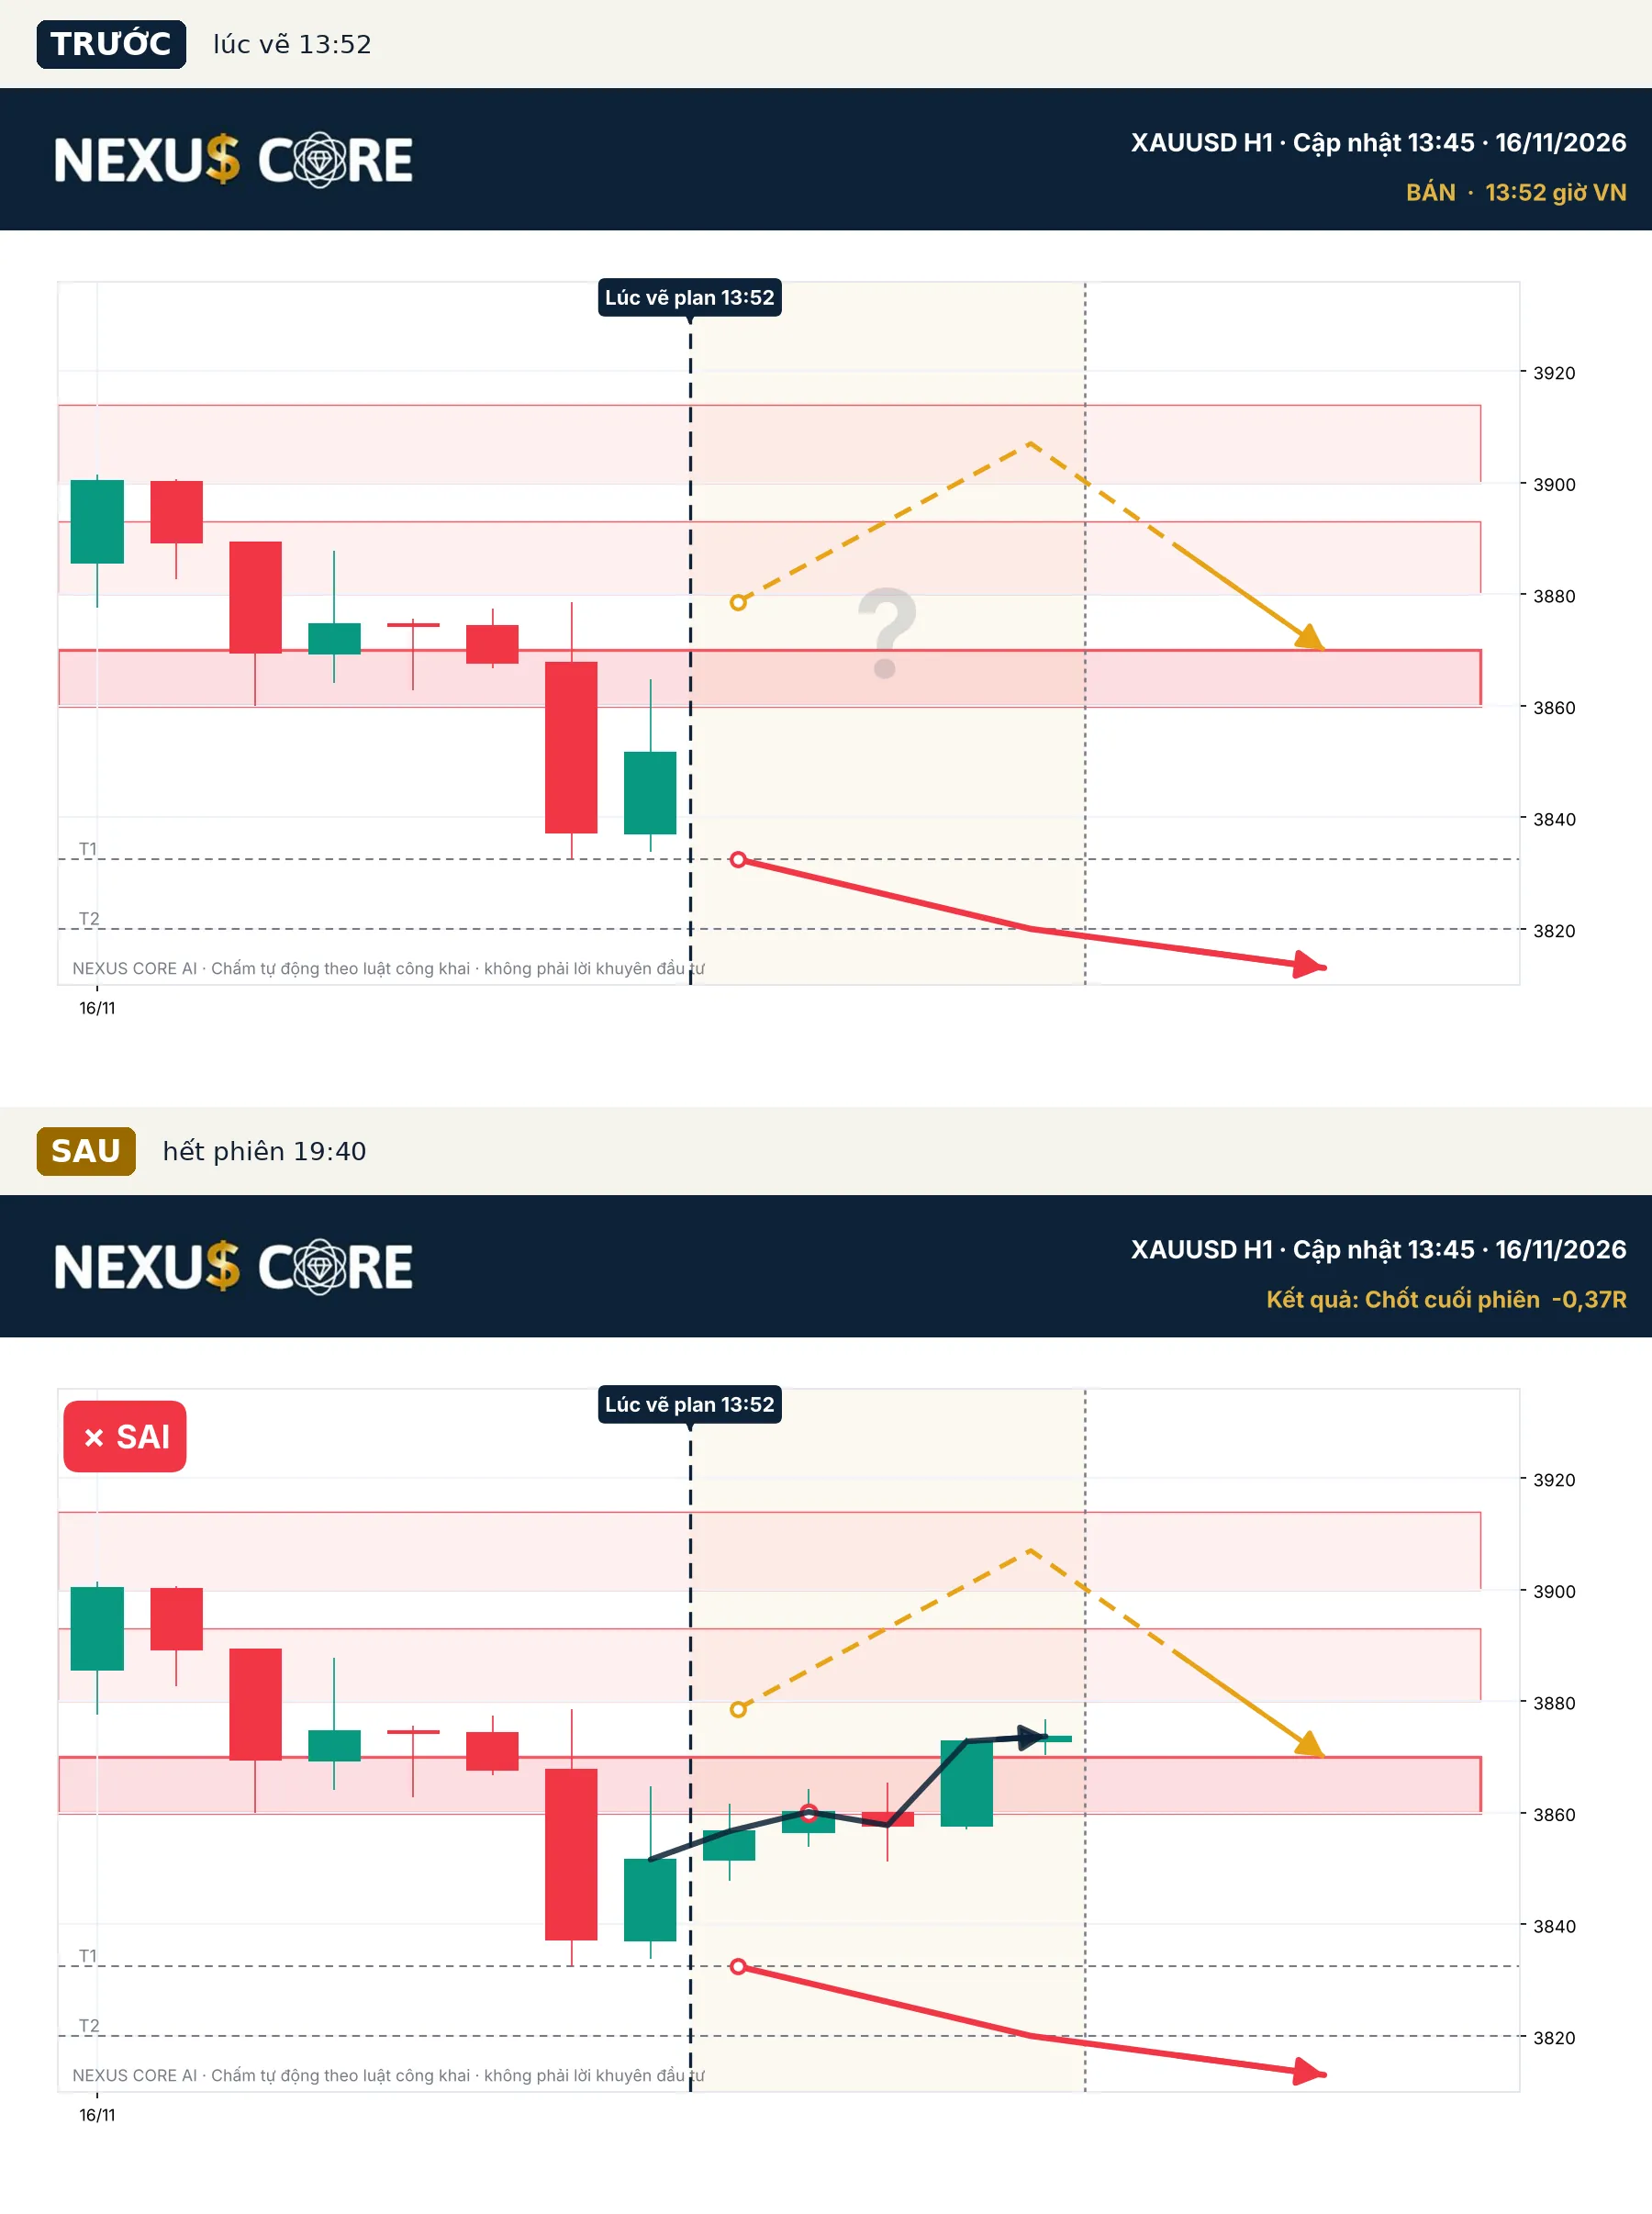 TRƯỚC lúc vẽ 13:52
NEXU$ CORE
XAUUSD H1 · Cập nhật 13:45 · 16/11/2026
BÁN · 13:52 giờ VN
Lúc vẽ plan 13:52
3920
3900
3880
?
3860
3840
T1
T2
3820
NEXUS CORE AI · Chấm tự động theo luật công khai · không phải lời khuyên đầu tư
16/11
SAU hết phiên 19:40
NEXU$ CORE
XAUUSD H1 · Cập nhật 13:45 · 16/11/2026
Kết quả: Chốt cuối phiên -0,37R
Lúc vẽ plan 13:52
× SAI
3920
3900
3880
3860
3840
T1
T2
3820
NEXUS CORE AI · Chấm tự động theo luật công khai · không phải lời khuyên đầu tư
16/11